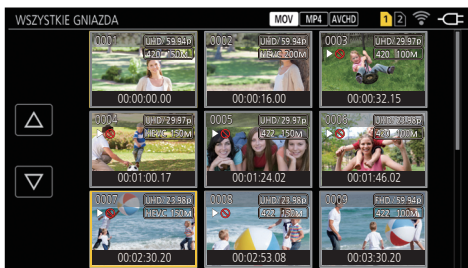 WSZYSTKIE GNIAZDA MOV MP4 AVCHD 1 2
0001 UHD/59.94p 0002 UHD/59.94p 0003 UHD/29.97p
420 150M HEVC 200M 420 100M
00:00:00.00 00:00:16.00 00:00:32.15
0004 UHD/29.97p 0005 UHD/29.97p 0006 UHD/23.98p
HEVC 150M 422 150M 420 100M
00:01:00.17 00:01:24.02 00:01:46.02
0007 UHD/23.98p 0008 UHD/23.98p 0009 FHD/59.94p
HEVC 150M 422 150M 422 100M
00:02:30.20 00:02:53.08 00:03:30.20